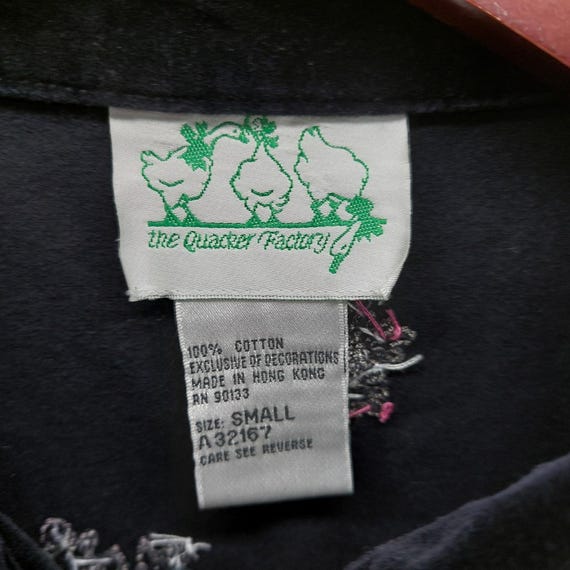 the Quacker Factory
100% COTTON
EXCLUSIVE OF DECORATIONS
MADE IN HONG KONG
RN 90133
SIZE: SMALL
A32167
CARE SEE REVERSE